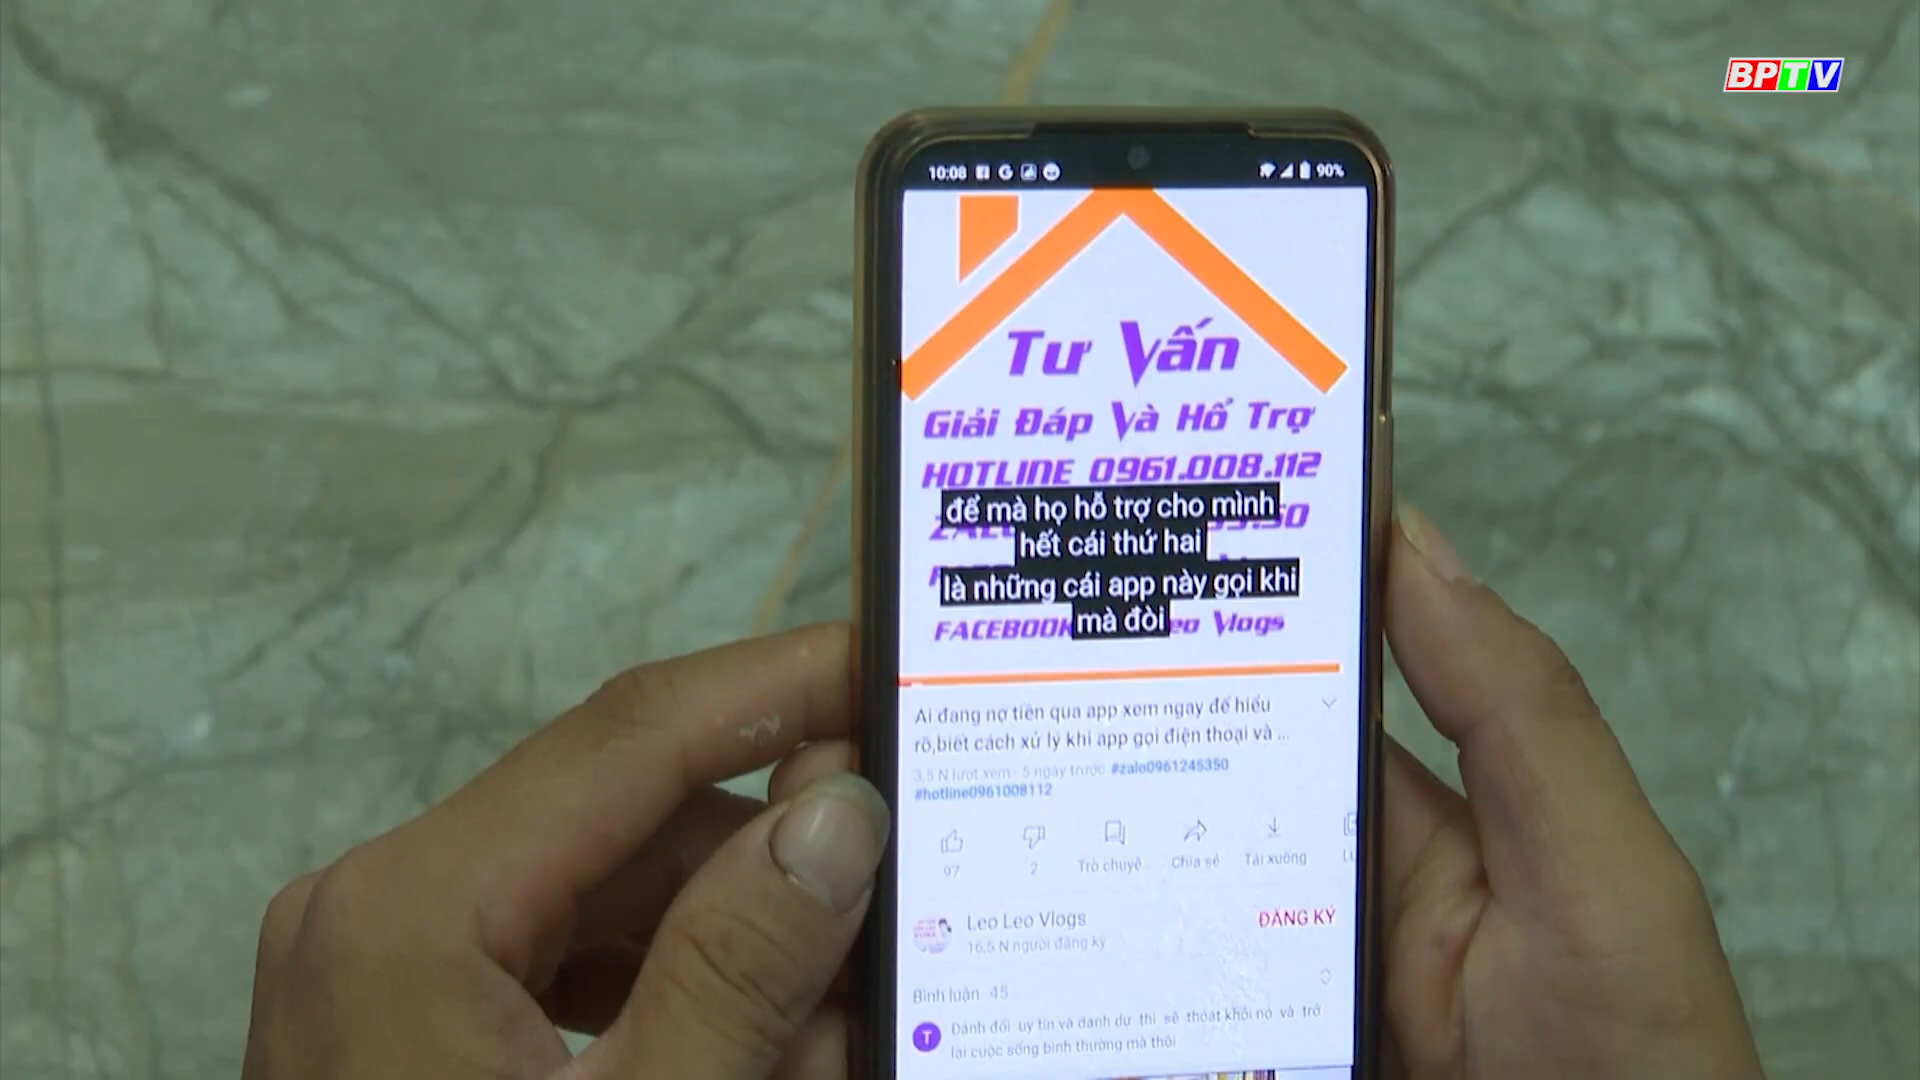 BPTV
10:08
90%
Tư Vấn
Giải Đáp Và Hổ Trợ
HOTLINE 0961.008.112
để mà họ hỗ trợ cho mình
hết cái thứ hai
là những cái app này gọi khi
mà đòi
FACEBOOK Vlogs
Ai đang nợ tiền qua app xem ngay để hiểu
rõ,biết cách xử lý khi app gọi điện thoại và ...
3,5 N lượt xem · 5 ngày trước #zalo0961245350
#hotline0961008112
97
2
Trò chuyệ..
Chia sẻ
Tải xuống
Leo Leo Vlogs
ĐĂNG KÝ
16,5 N người đăng ký
Bình luận 45
T
Đánh đổi uy tín và danh dự thì sẽ thoát khỏi nó và trở
lại cuộc sống bình thường mà thôi